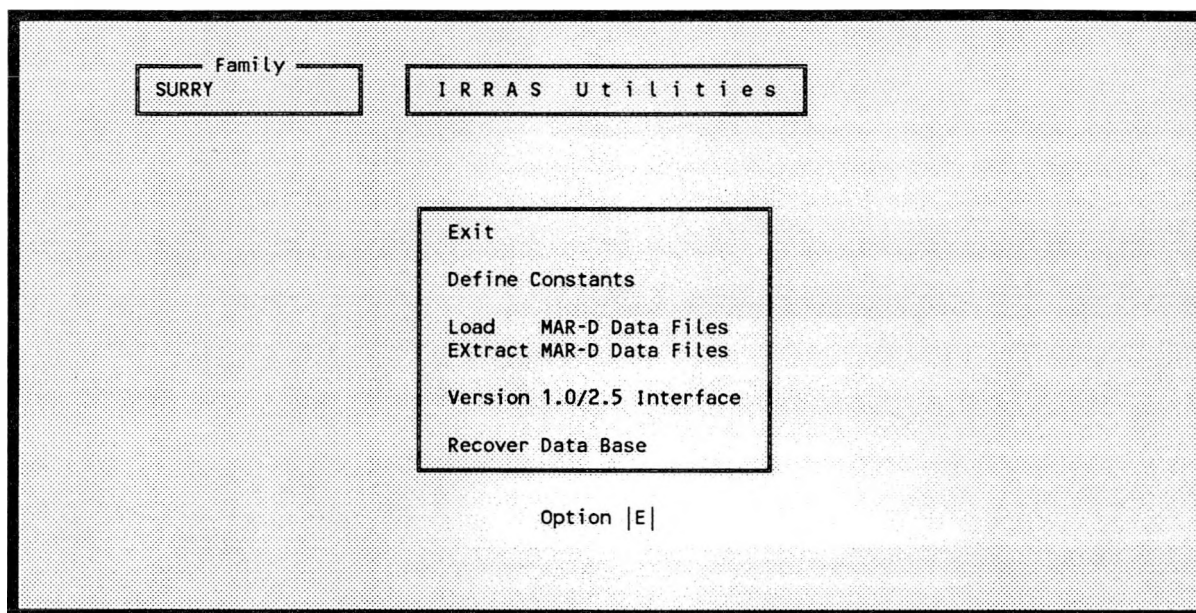 Family
SURRY
I R R A S   U t i l i t i e s
Exit
Define Constants
Load    MAR-D Data Files
EXtract MAR-D Data Files
Version 1.0/2.5 Interface
Recover Data Base
Option |E|